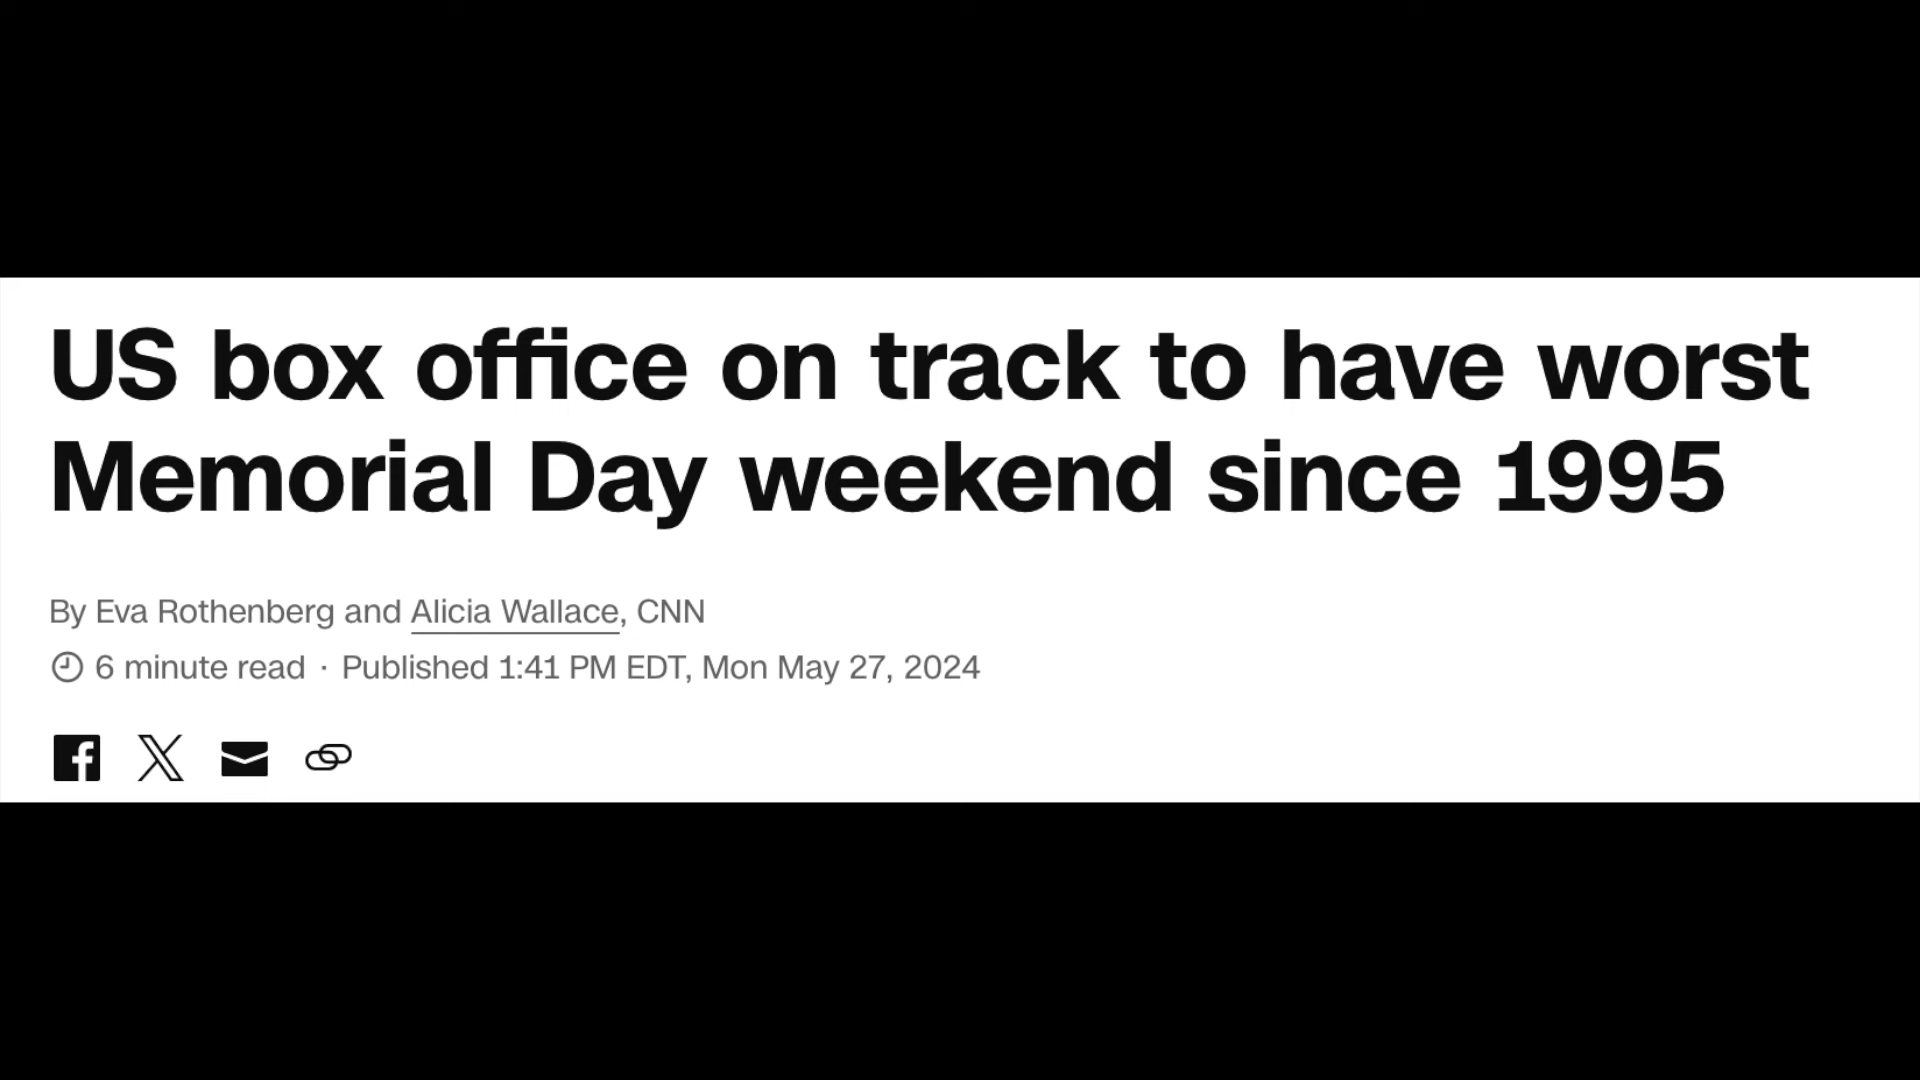 US box office on track to have worst
Memorial Day weekend since 1995
By Eva Rothenberg and Alicia Wallace, CNN
6 minute read · Published 1:41 PM EDT, Mon May 27, 2024